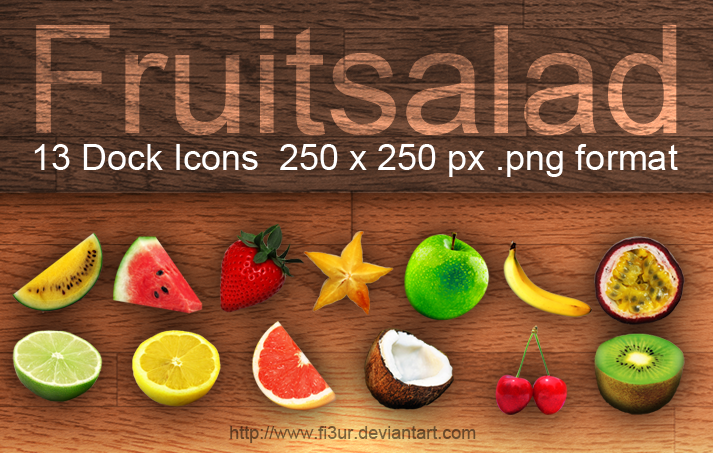 Fruitsalad
13 Dock Icons  250 x 250 px .png format
http://www.fi3ur.deviantart.com